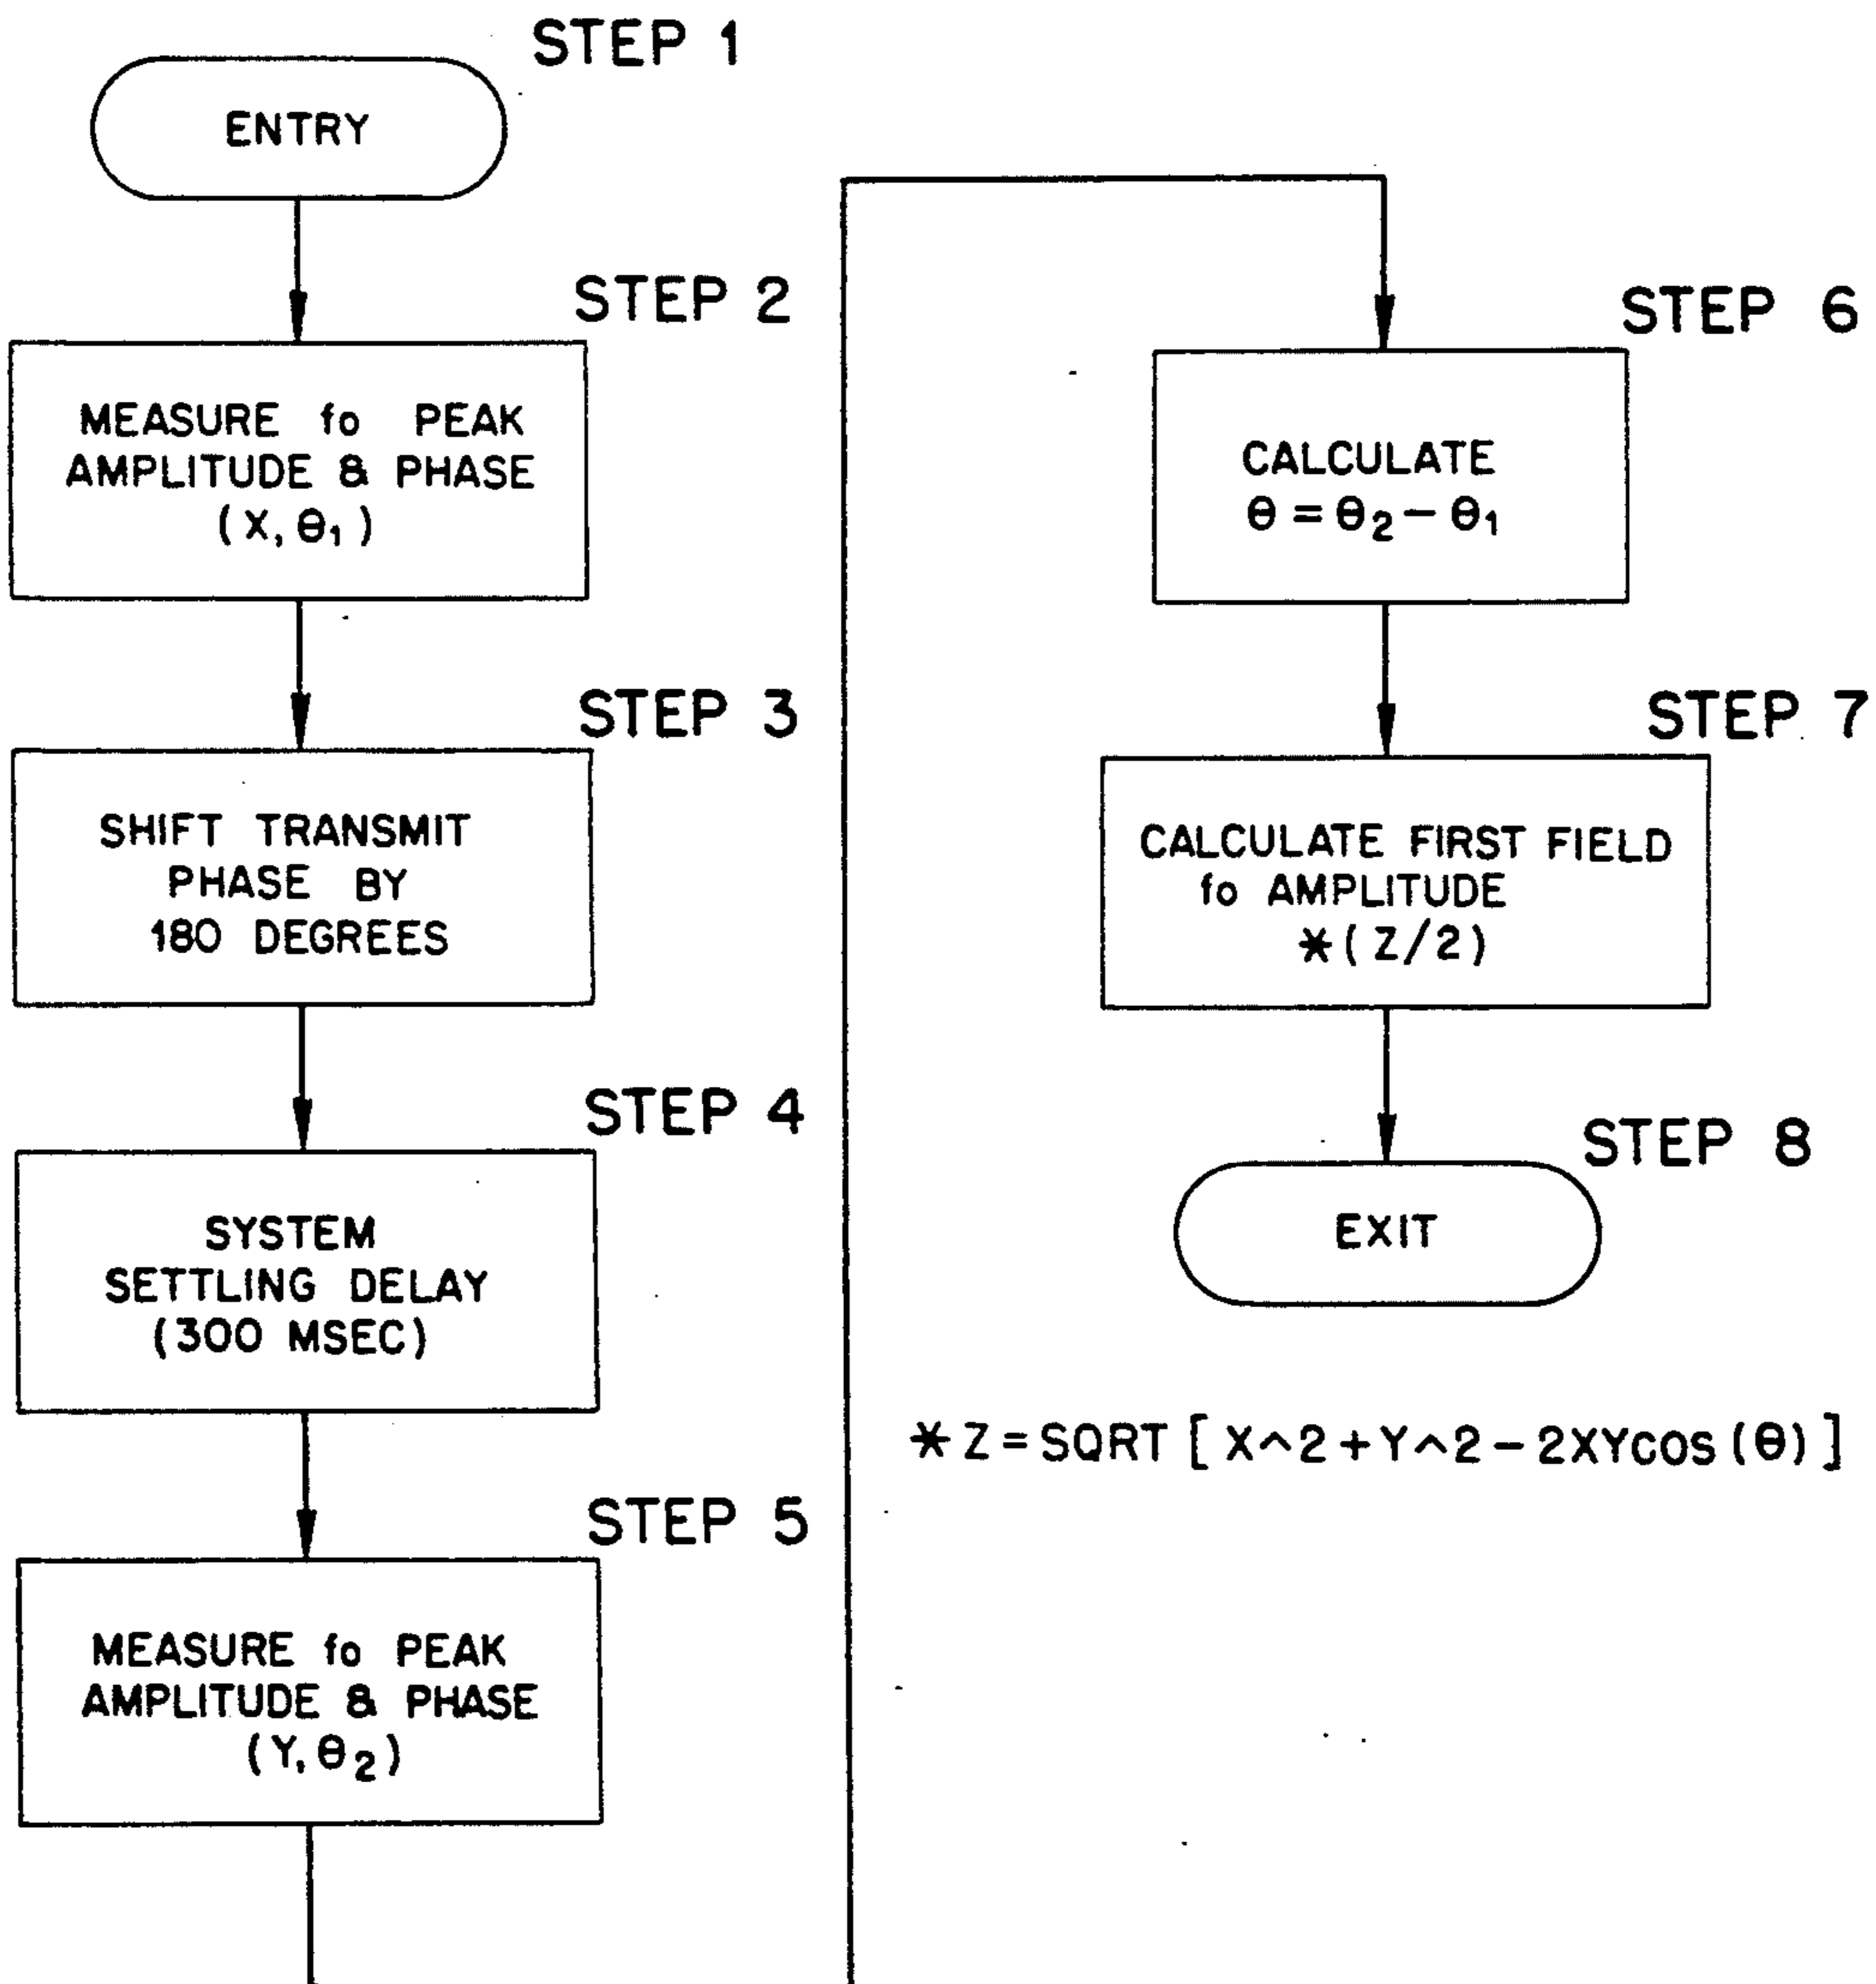 STEP 1
ENTRY
STEP 2
MEASURE fo PEAK
AMPLITUDE & PHASE
(X, θ₁)
STEP 3
SHIFT TRANSMIT
PHASE BY
180 DEGREES
STEP 4
SYSTEM
SETTLING DELAY
(300 MSEC)
STEP 5
MEASURE fo PEAK
AMPLITUDE & PHASE
(Y, θ₂)
STEP 6
CALCULATE
θ = θ₂ − θ₁
STEP 7
CALCULATE FIRST FIELD
fo AMPLITUDE
*(Z/2)
STEP 8
EXIT
* Z = SQRT [X^2 + Y^2 − 2XYCOS(θ)]